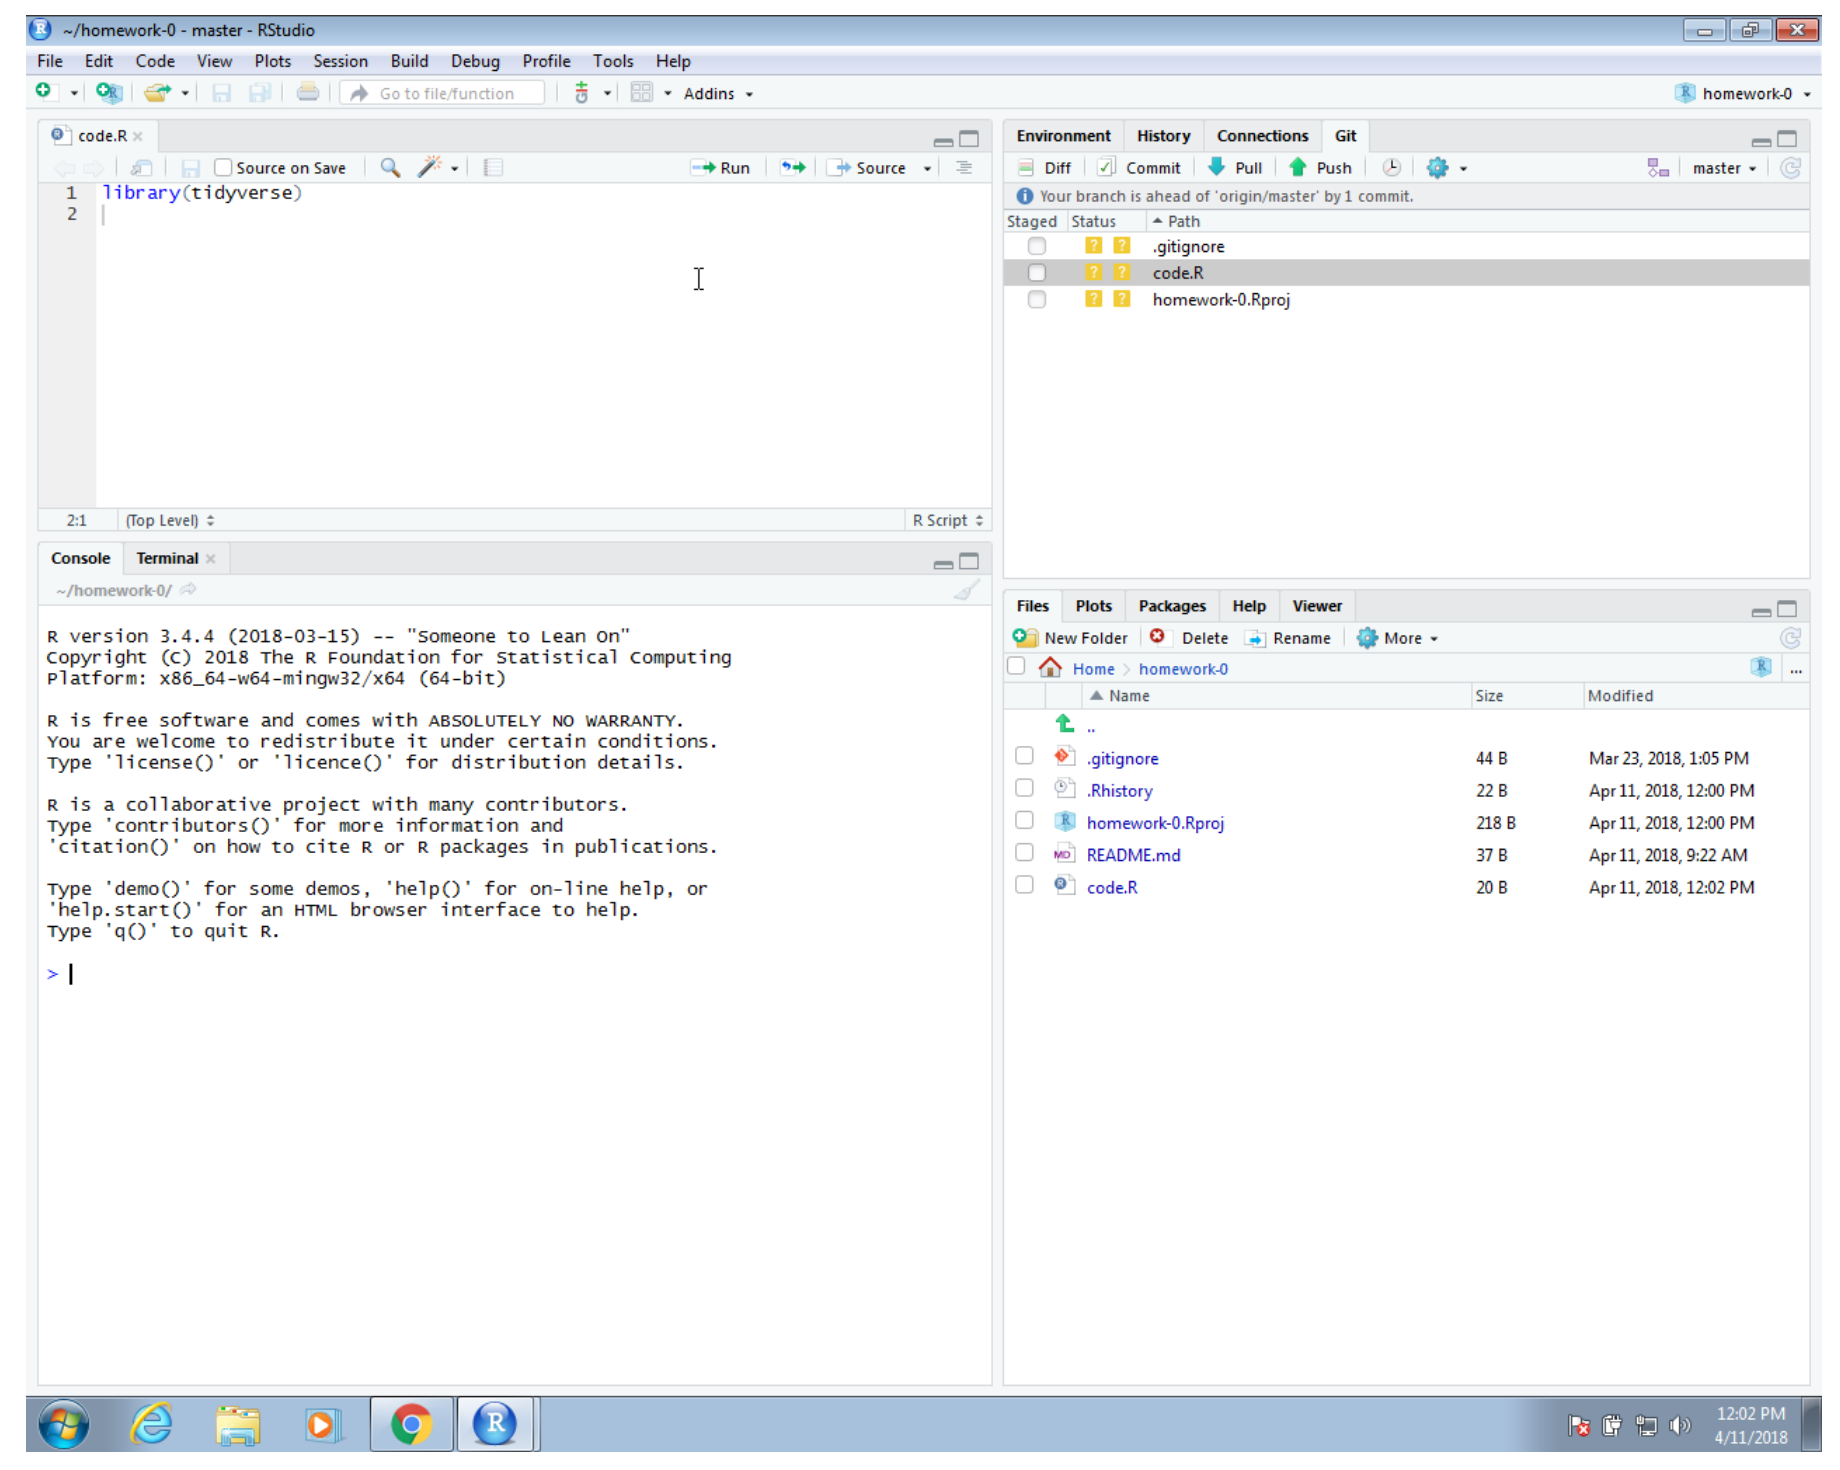 ~/homework-0 - master - RStudio
File Edit Code View Plots Session Build Debug Profile Tools Help
Go to file/function Addins homework-0
code.R
Source on Save Run Source
1 library(tidyverse)
2
2:1 (Top Level) R Script
Console Terminal
~/homework-0/
R version 3.4.4 (2018-03-15) -- "Someone to Lean On"
Copyright (C) 2018 The R Foundation for Statistical Computing
Platform: x86_64-w64-mingw32/x64 (64-bit)
R is free software and comes with ABSOLUTELY NO WARRANTY.
You are welcome to redistribute it under certain conditions.
Type 'license()' or 'licence()' for distribution details.
R is a collaborative project with many contributors.
Type 'contributors()' for more information and
'citation()' on how to cite R or R packages in publications.
Type 'demo()' for some demos, 'help()' for on-line help, or
'help.start()' for an HTML browser interface to help.
Type 'q()' to quit R.
>
Environment History Connections Git
Diff Commit Pull Push master
Your branch is ahead of 'origin/master' by 1 commit.
Staged Status Path
? ? .gitignore
? ? code.R
? ? homework-0.Rproj
Files Plots Packages Help Viewer
New Folder Delete Rename More
Home homework-0 R ...
Name Size Modified
..
.gitignore 44 B Mar 23, 2018, 1:05 PM
.Rhistory 22 B Apr 11, 2018, 12:00 PM
homework-0.Rproj 218 B Apr 11, 2018, 12:00 PM
MD README.md 37 B Apr 11, 2018, 9:22 AM
code.R 20 B Apr 11, 2018, 12:02 PM
R
12:02 PM
4/11/2018